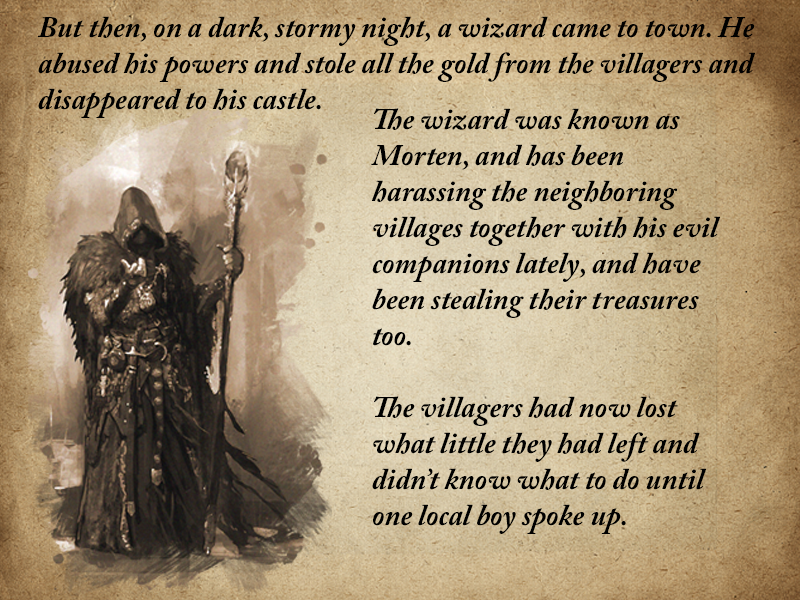 But then, on a dark, stormy night, a wizard came to town. He
abused his powers and stole all the gold from the villagers and
disappeared to his castle.
The wizard was known as
Morten, and has been
harassing the neighboring
villages together with his evil
companions lately, and have
been stealing their treasures
too.
The villagers had now lost
what little they had left and
didn't know what to do until
one local boy spoke up.